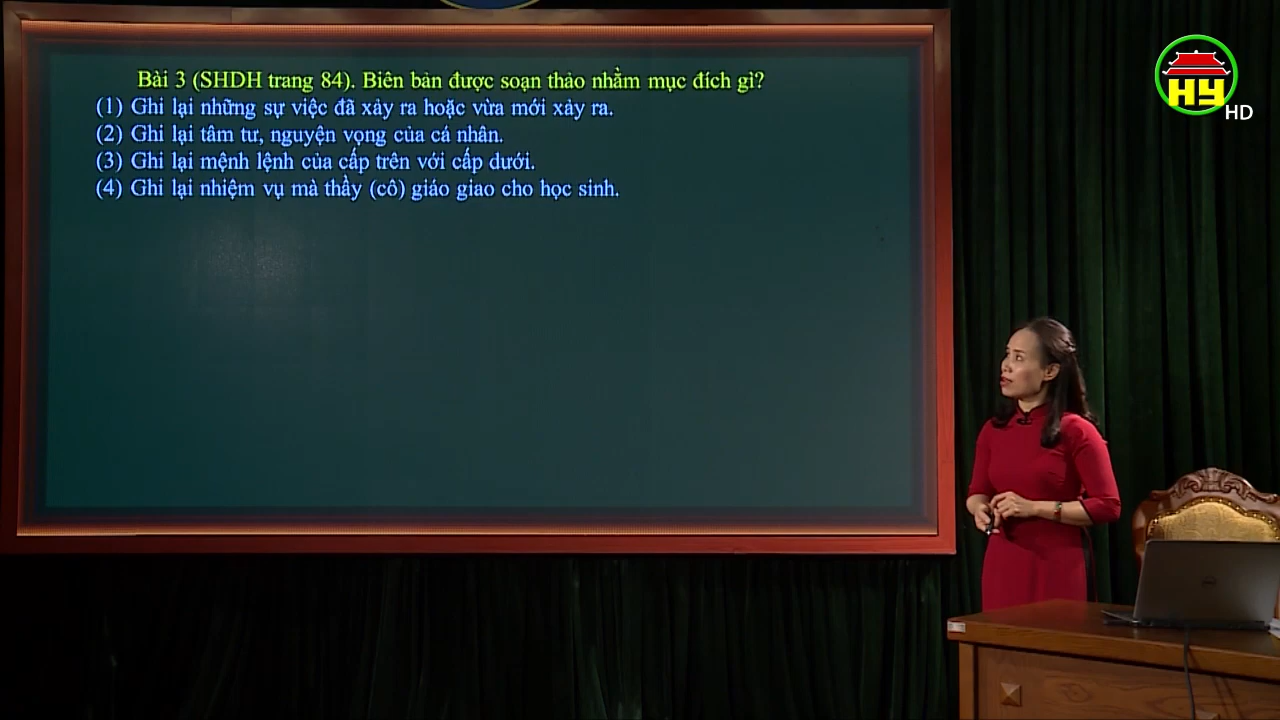 Bài 3 (SHDH trang 84). Biên bản được soạn thảo nhằm mục đích gì?
(1) Ghi lại những sự việc đã xảy ra hoặc vừa mới xảy ra.
(2) Ghi lại tâm tư, nguyện vọng của cá nhân.
(3) Ghi lại mệnh lệnh của cấp trên với cấp dưới.
(4) Ghi lại nhiệm vụ mà thầy (cô) giáo giao cho học sinh.
HY
HD